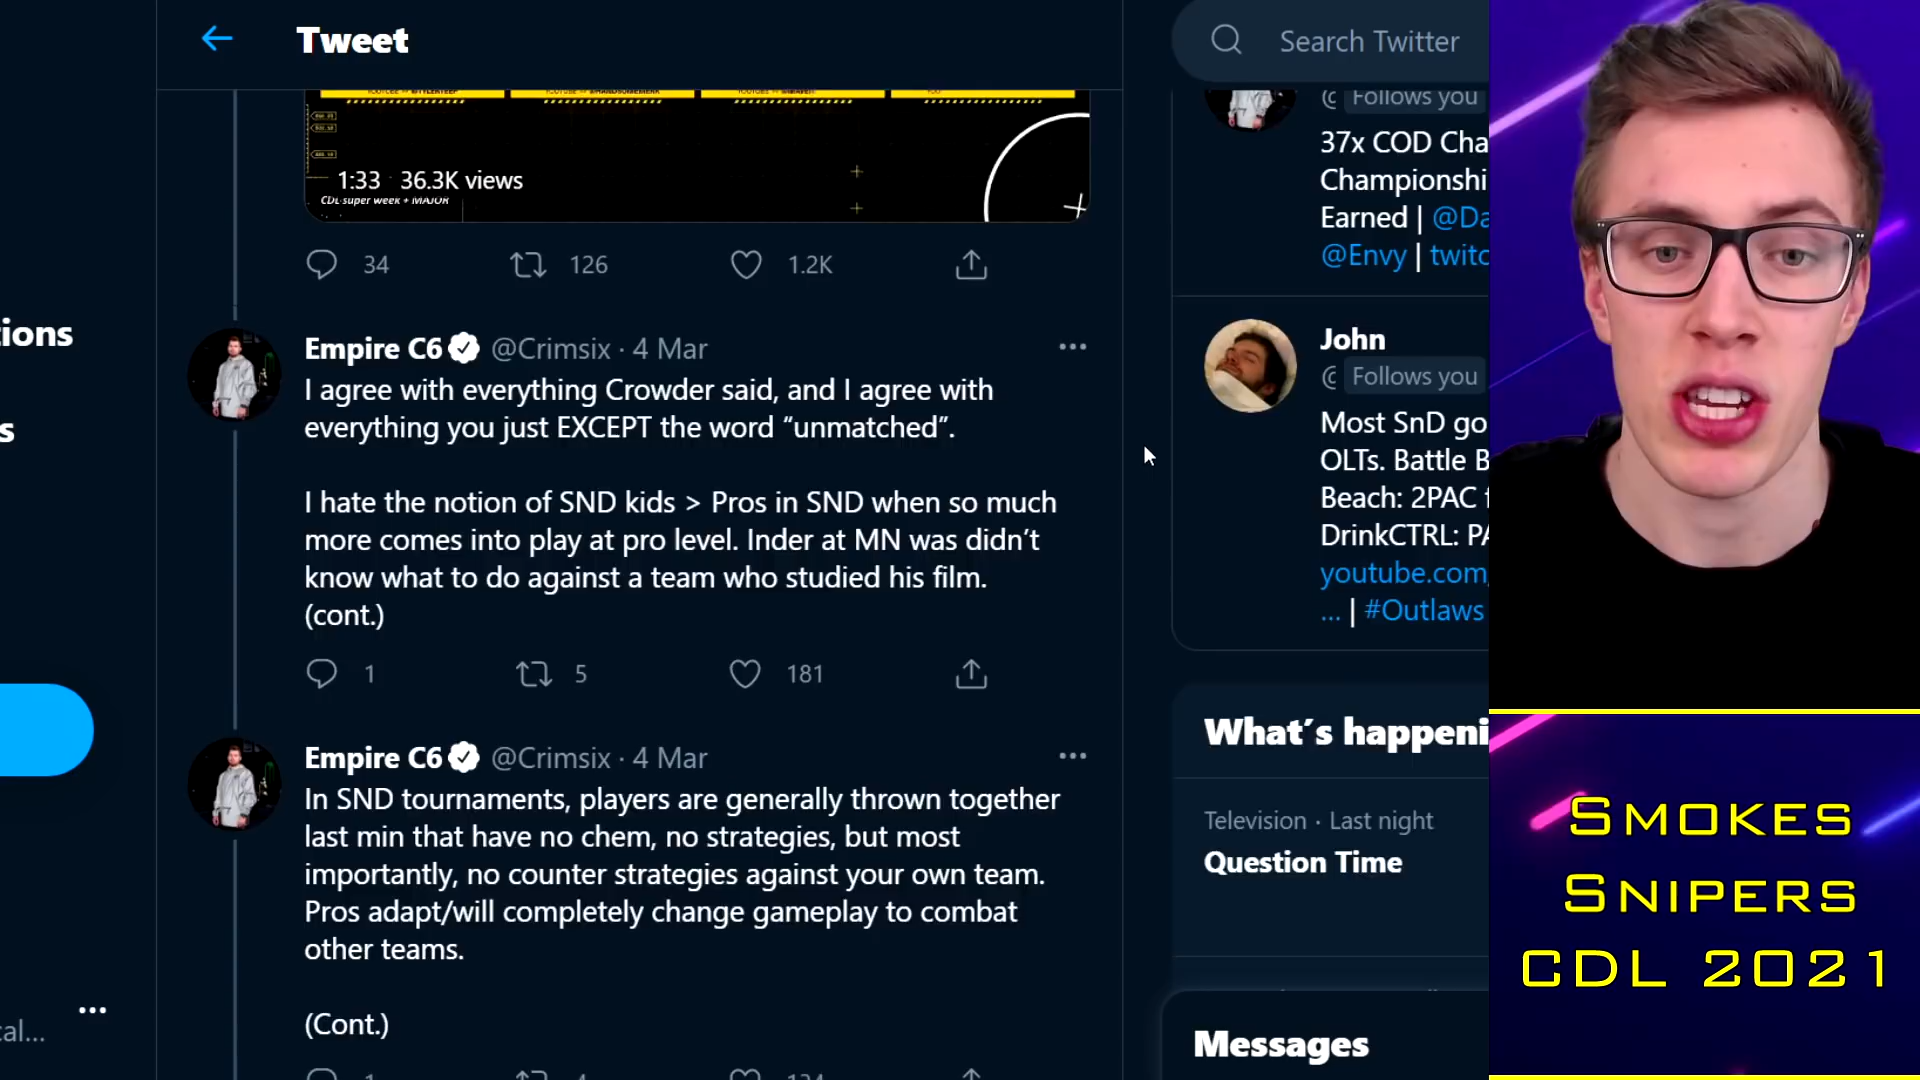 Tweet
Search Twitter
1:33 36.3K views
CDL super week + MAJOR
34 126 1.2K
Empire C6 @Crimsix · 4 Mar
I agree with everything Crowder said, and I agree with
everything you just EXCEPT the word “unmatched”.
I hate the notion of SND kids > Pros in SND when so much
more comes into play at pro level. Inder at MN was didn’t
know what to do against a team who studied his film.
(cont.)
1 5 181
Empire C6 @Crimsix · 4 Mar
In SND tournaments, players are generally thrown together
last min that have no chem, no strategies, but most
importantly, no counter strategies against your own team.
Pros adapt/will completely change gameplay to combat
other teams.
(Cont.)
ions
s
cal...
Follows you
37x COD Cha
Championshi
Earned | @Da
@Envy | twitc
John
Follows you
Most SnD go
OLTs. Battle B
Beach: 2PAC f
DrinkCTRL: PA
youtube.com
... | #Outlaws
What´s happeni
Television · Last night
Question Time
Messages
SMOKES
SNIPERS
CDL 2021